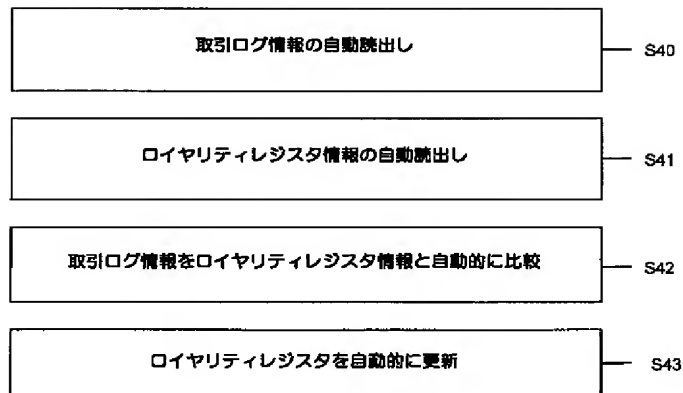 取引ログ情報の自動読出し
S40
ロイヤリティレジスタ情報の自動読出し
S41
取引ログ情報をロイヤリティレジスタ情報と自動的に比較
S42
ロイヤリティレジスタを自動的に更新
S43